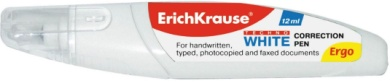 ErichKrause®
12 ml
TECHNO
WHITE CORRECTION PEN
For handwritten,
typed, photocopied and faxed documents
Ergo